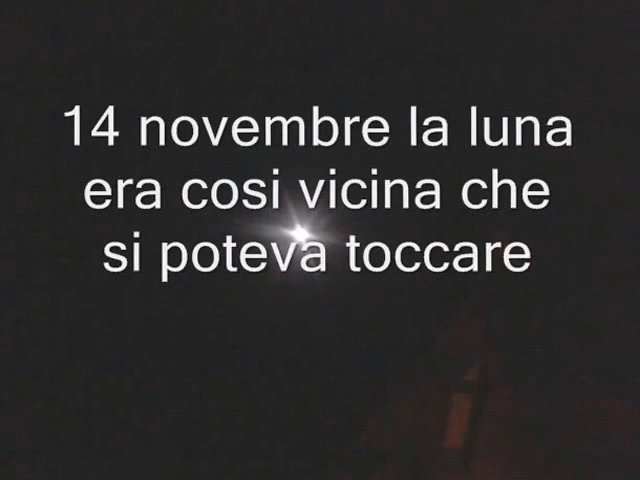 14 novembre la luna
era cosi vicina che
si poteva toccare